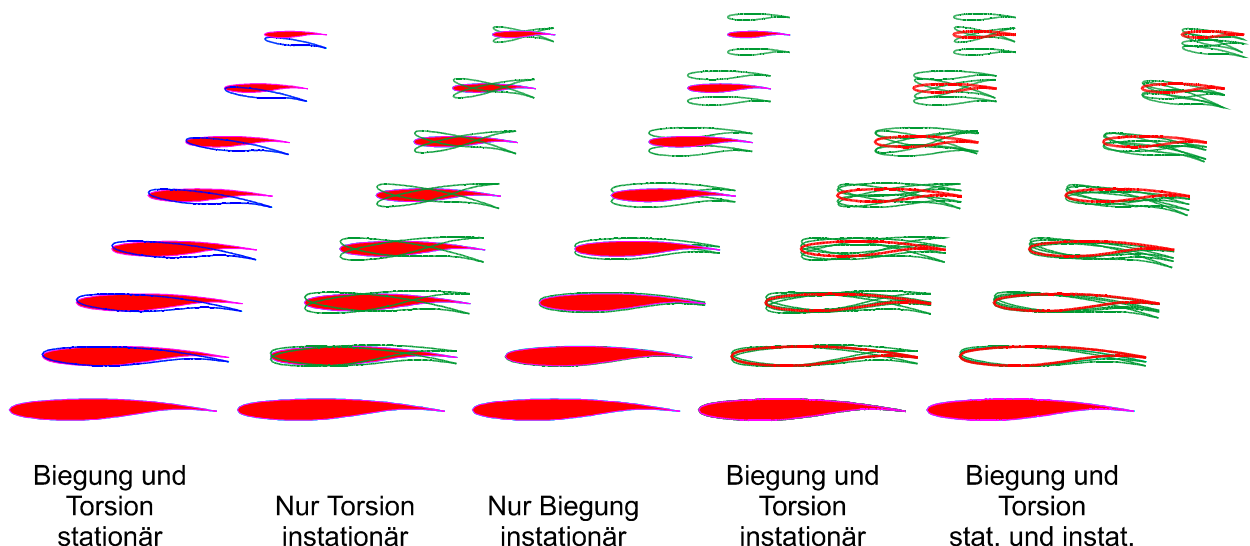 Biegung und
Torsion
stationär
Nur Torsion
instationär
Nur Biegung
instationär
Biegung und
Torsion
instationär
Biegung und
Torsion
stat. und instat.